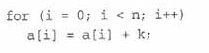 for (i = 0; i < n; i++)
a[i] = a[i] + k;